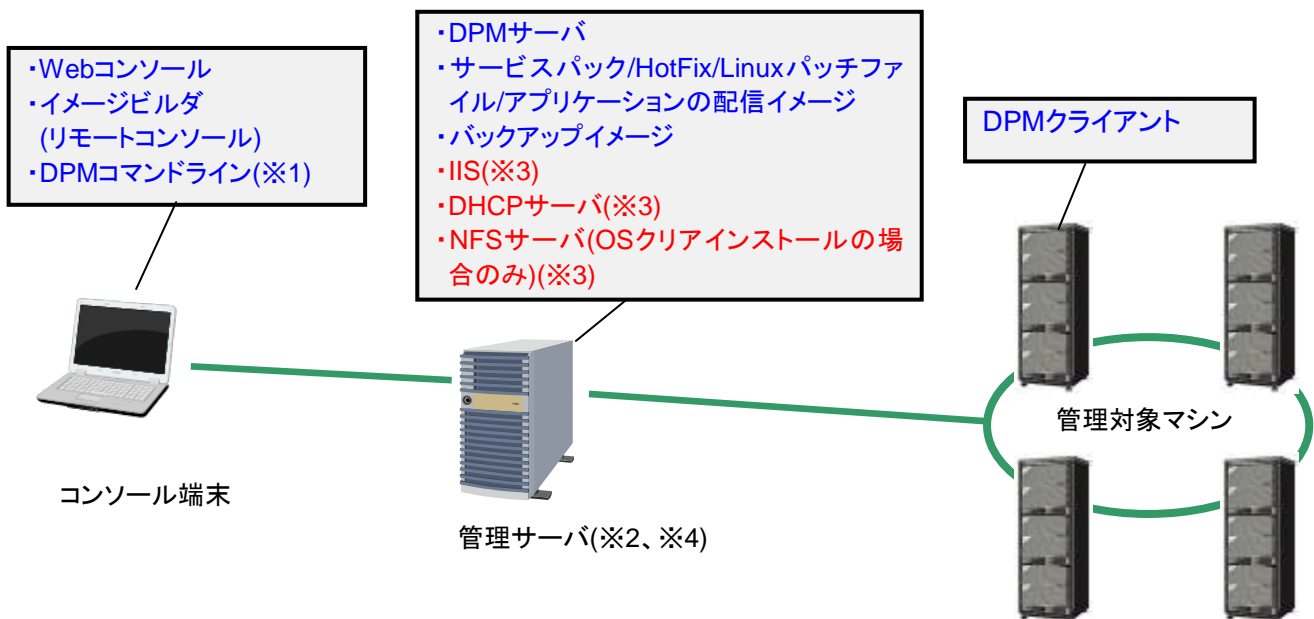 ・Webコンソール
・イメージビルダ
(リモートコンソール)
・DPMコマンドライン(※1)
・DPMサーバ
・サービスパック/HotFix/Linuxパッチファ
イル/アプリケーションの配信イメージ
・バックアップイメージ
・IIS(※3)
・DHCPサーバ(※3)
・NFSサーバ(OSクリアインストールの場
合のみ)(※3)
DPMクライアント
管理対象マシン
コンソール端末
管理サーバ(※2、※4)